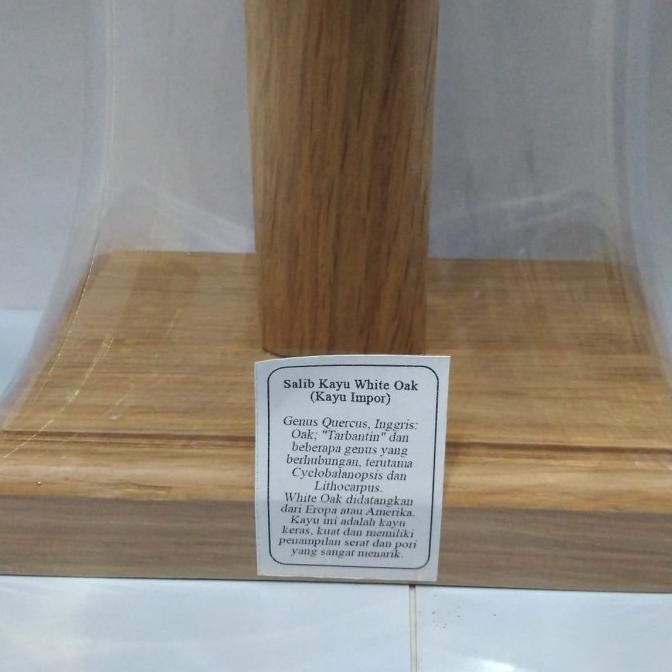 Salib Kayu White Oak
(Kayu Impor)
Genus Quercus, Inggris:
Oak; "Tarbantin" dan
beberapa genus yang
berhubungan, terutama
Cyclobalanopsis dan
Lithocarpus.
White Oak didatangkan
dari Eropa atau Amerika.
Kayu ini adalah kayu
keras, kuat dan memiliki
penampilan serat dan pori
yang sangat menarik.